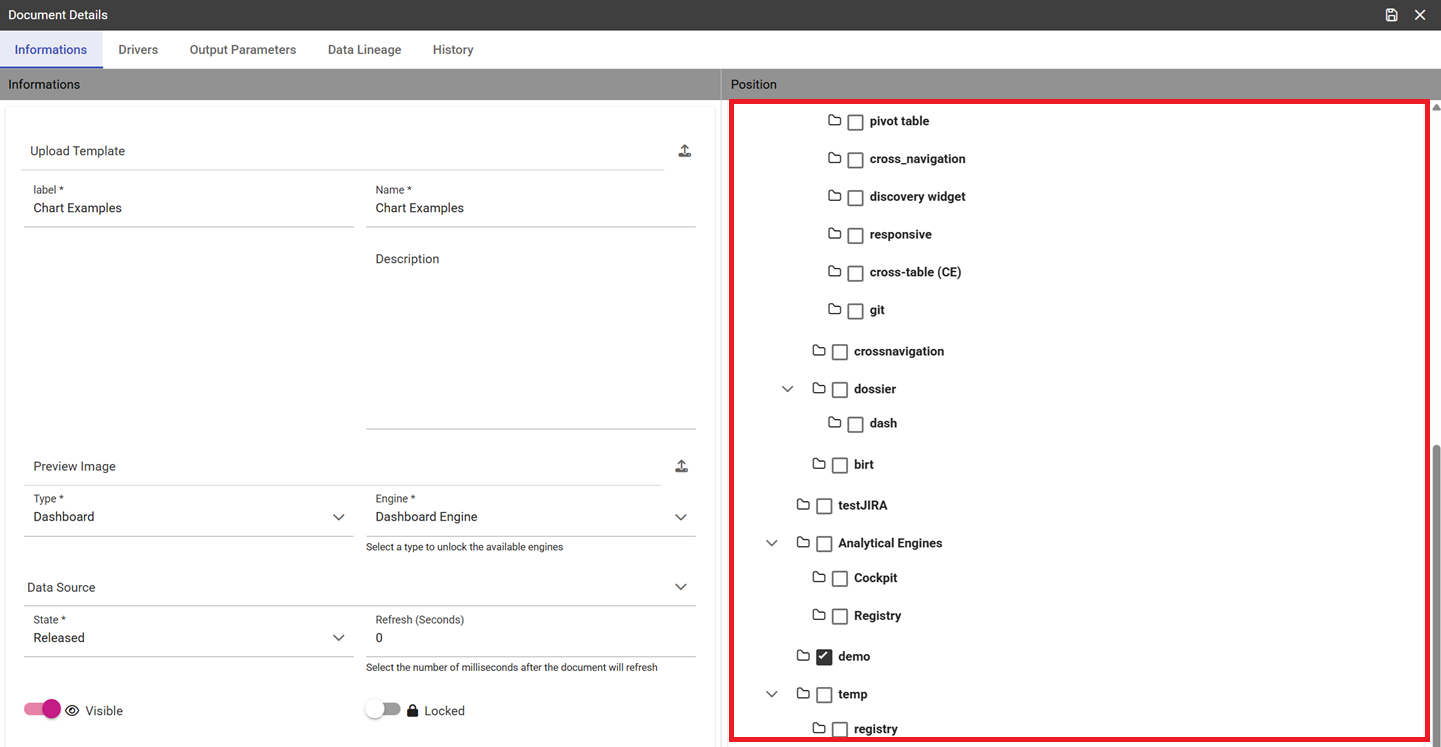 Document Details
Informations
Drivers
Output Parameters
Data Lineage
History
Informations
Upload Template
label *
Chart Examples
Name *
Chart Examples
Description
Preview Image
Type *
Dashboard
Engine *
Dashboard Engine
Select a type to unlock the available engines
Data Source
State *
Released
Refresh (Seconds)
0
Select the number of milliseconds after the document will refresh
Visible
Locked
Position
pivot table
cross_navigation
discovery widget
responsive
cross-table (CE)
git
crossnavigation
dossier
dash
birt
testJIRA
Analytical Engines
Cockpit
Registry
demo
temp
registry